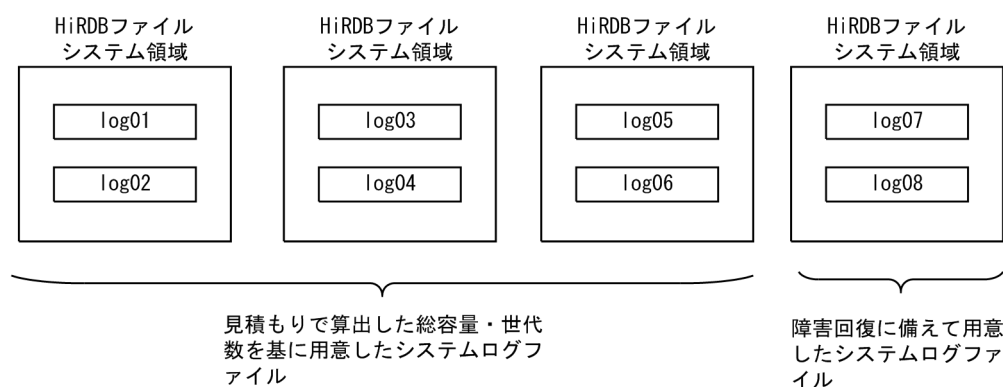 HiRDBファイル
システム領域
HiRDBファイル
システム領域
HiRDBファイル
システム領域
HiRDBファイル
システム領域
log01
log03
log05
log07
log02
log04
log06
log08
見積もりで算出した総容量・世代
数を基に用意したシステムログフ
ァイル
障害回復に備えて用意
したシステムログファ
イル